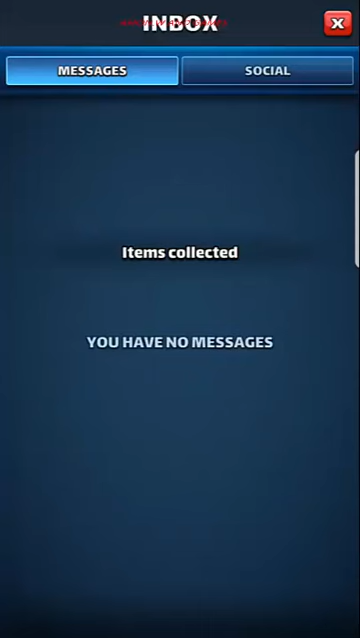 INBOX
X
MESSAGES
SOCIAL
Items collected
YOU HAVE NO MESSAGES